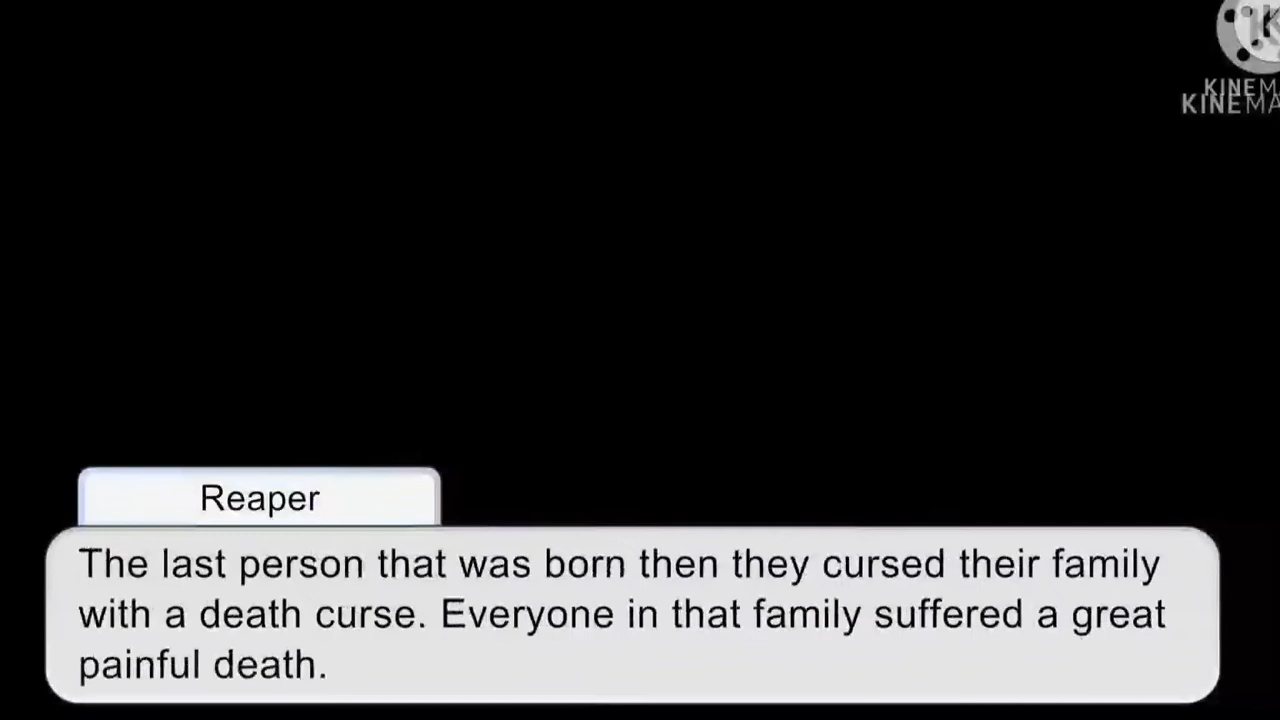 K
KINEM
KINEMA
Reaper
The last person that was born then they cursed their family
with a death curse. Everyone in that family suffered a great
painful death.